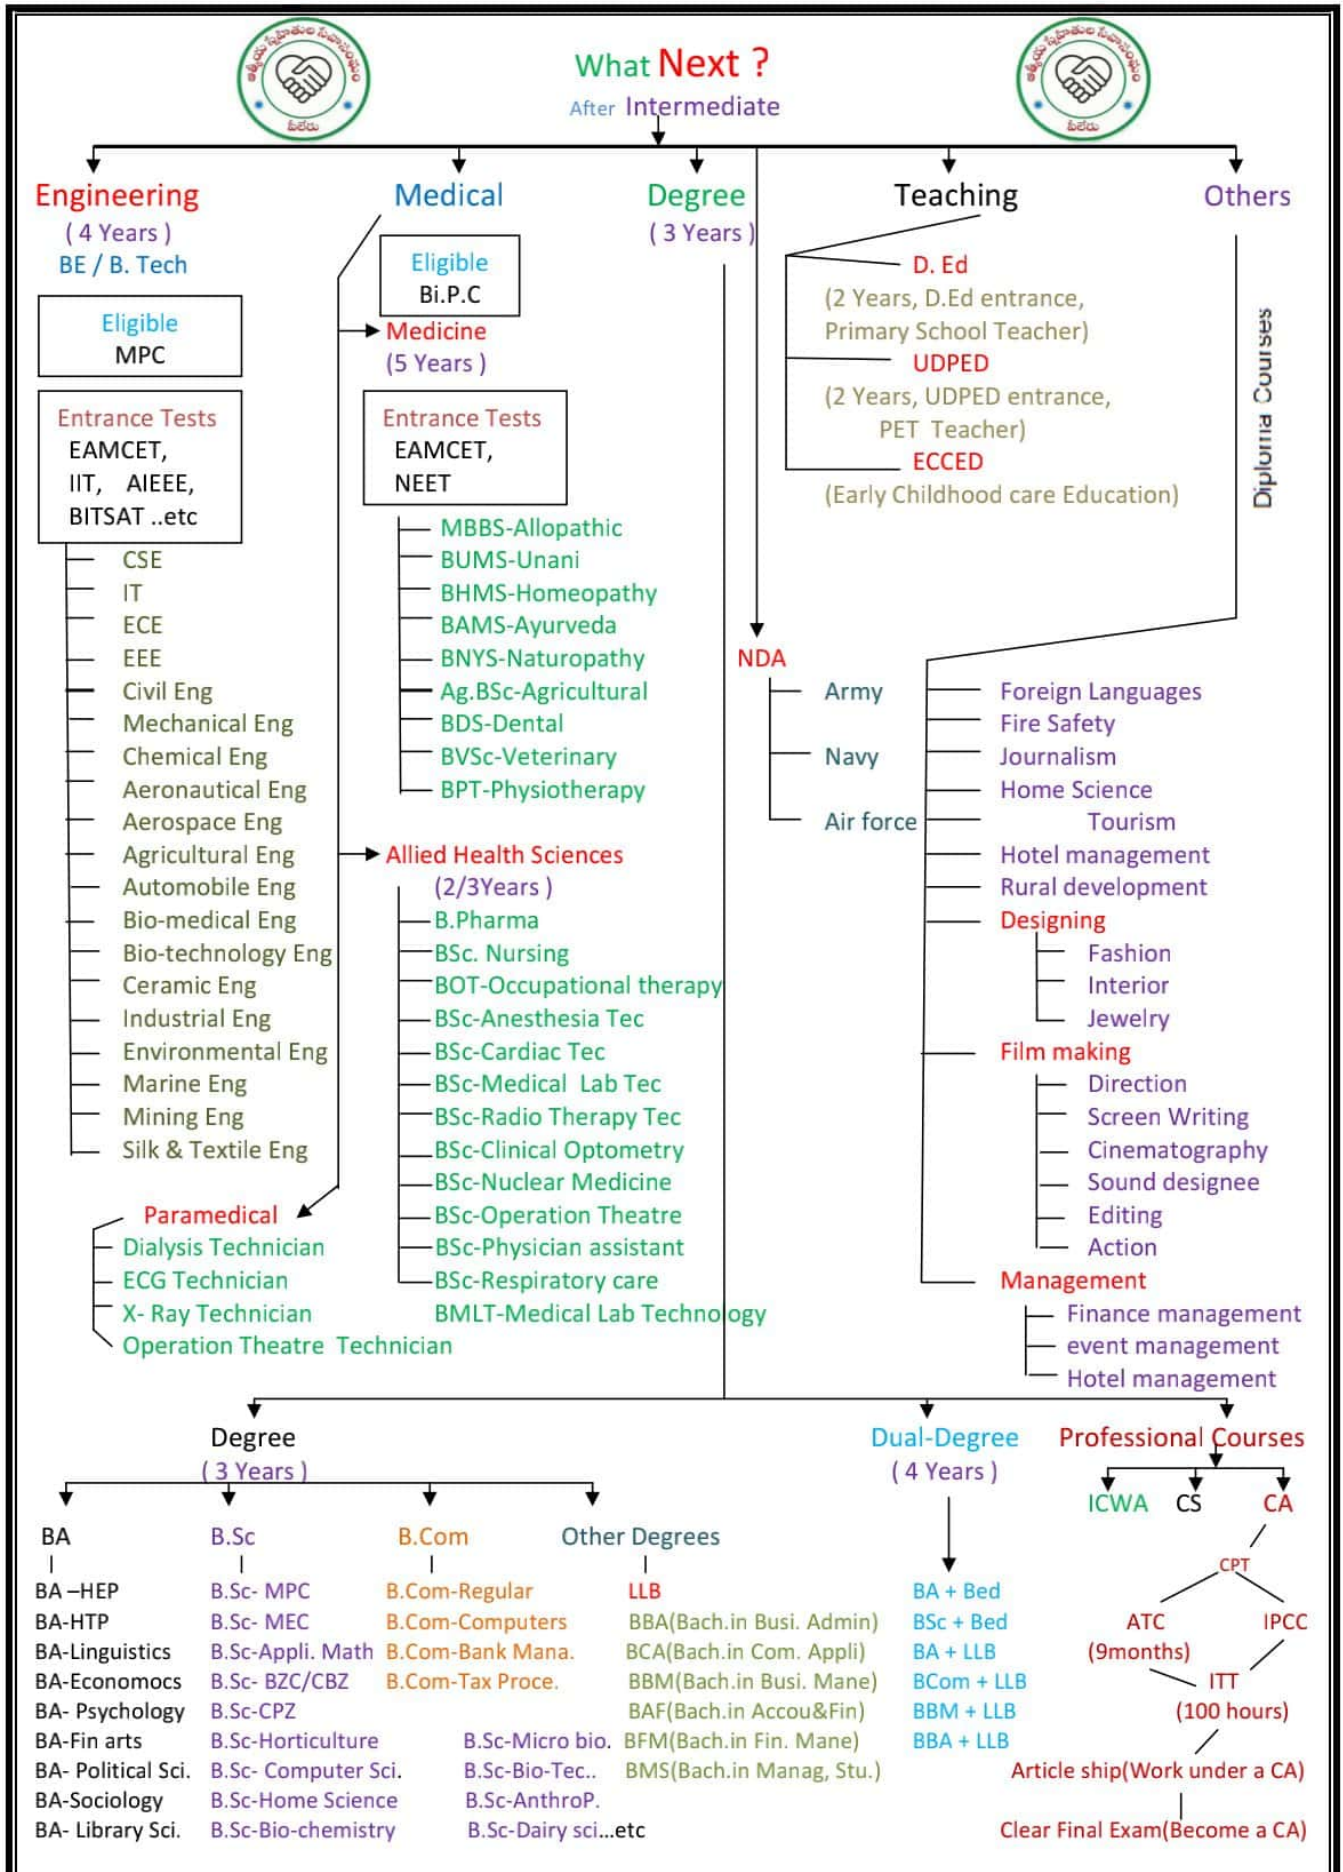 ఆత్మీయ స్నేహితుల సేవాసంఘం
పీలేరు
What Next ?
After Intermediate
ఆత్మీయ స్నేహితుల సేవాసంఘం
పీలేరు
Engineering
( 4 Years )
BE / B. Tech
Eligible
MPC
Entrance Tests
EAMCET,
IIT, AIEEE,
BITSAT ..etc
CSE
IT
ECE
EEE
Civil Eng
Mechanical Eng
Chemical Eng
Aeronautical Eng
Aerospace Eng
Agricultural Eng
Automobile Eng
Bio-medical Eng
Bio-technology Eng
Ceramic Eng
Industrial Eng
Environmental Eng
Marine Eng
Mining Eng
Silk & Textile Eng
Medical
Eligible
Bi.P.C
Medicine
(5 Years )
Entrance Tests
EAMCET,
NEET
MBBS-Allopathic
BUMS-Unani
BHMS-Homeopathy
BAMS-Ayurveda
BNYS-Naturopathy
Ag.BSc-Agricultural
BDS-Dental
BVSc-Veterinary
BPT-Physiotherapy
Allied Health Sciences
(2/3Years )
B.Pharma
BSc. Nursing
BOT-Occupational therapy
BSc-Anesthesia Tec
BSc-Cardiac Tec
BSc-Medical Lab Tec
BSc-Radio Therapy Tec
BSc-Clinical Optometry
BSc-Nuclear Medicine
BSc-Operation Theatre
BSc-Physician assistant
BSc-Respiratory care
BMLT-Medical Lab Technology
Paramedical
Dialysis Technician
ECG Technician
X- Ray Technician
Operation Theatre Technician
Degree
( 3 Years )
NDA
Army
Navy
Air force
Teaching
D. Ed
(2 Years, D.Ed entrance,
Primary School Teacher)
UDPED
(2 Years, UDPED entrance,
PET Teacher)
ECCED
(Early Childhood care Education)
Others
Diploma Courses
Foreign Languages
Fire Safety
Journalism
Home Science
Tourism
Hotel management
Rural development
Designing
Fashion
Interior
Jewelry
Film making
Direction
Screen Writing
Cinematography
Sound designee
Editing
Action
Management
Finance management
event management
Hotel management
Degree
( 3 Years )
BA
BA –HEP
BA-HTP
BA-Linguistics
BA-Economocs
BA- Psychology
BA-Fin arts
BA- Political Sci.
BA-Sociology
BA- Library Sci.
B.Sc
B.Sc- MPC
B.Sc- MEC
B.Sc-Appli. Math
B.Sc- BZC/CBZ
B.Sc-CPZ
B.Sc-Horticulture
B.Sc- Computer Sci.
B.Sc-Home Science
B.Sc-Bio-chemistry
B.Sc-Micro bio.
B.Sc-Bio-Tec..
B.Sc-AnthroP.
B.Sc-Dairy sci...etc
B.Com
B.Com-Regular
B.Com-Computers
B.Com-Bank Mana.
B.Com-Tax Proce.
Other Degrees
LLB
BBA(Bach.in Busi. Admin)
BCA(Bach.in Com. Appli)
BBM(Bach.in Busi. Mane)
BAF(Bach.in Accou&Fin)
BFM(Bach.in Fin. Mane)
BMS(Bach.in Manag, Stu.)
Dual-Degree
( 4 Years )
BA + Bed
BSc + Bed
BA + LLB
BCom + LLB
BBM + LLB
BBA + LLB
Professional Courses
ICWA CS CA
CPT
ATC IPCC
(9months)
ITT
(100 hours)
Article ship(Work under a CA)
Clear Final Exam(Become a CA)